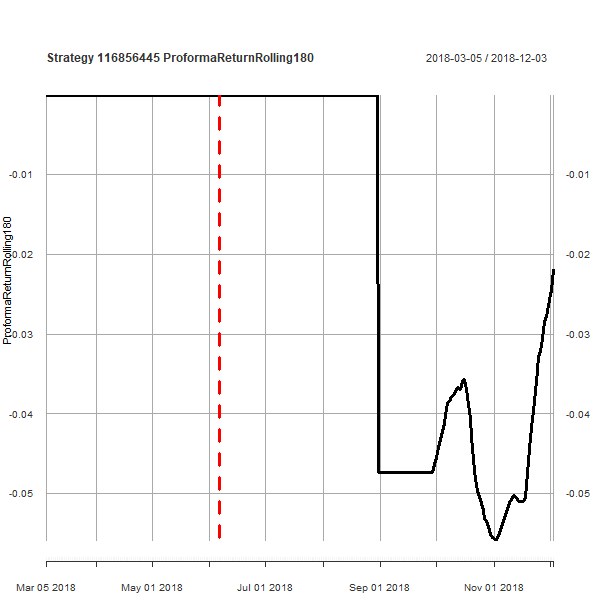 Strategy 116856445 ProformaReturnRolling180
2018-03-05 / 2018-12-03
ProformaReturnRolling180
-0.01
-0.01
-0.02
-0.02
-0.03
-0.03
-0.04
-0.04
-0.05
-0.05
Mar 05 2018
May 01 2018
Jul 01 2018
Sep 01 2018
Nov 01 2018